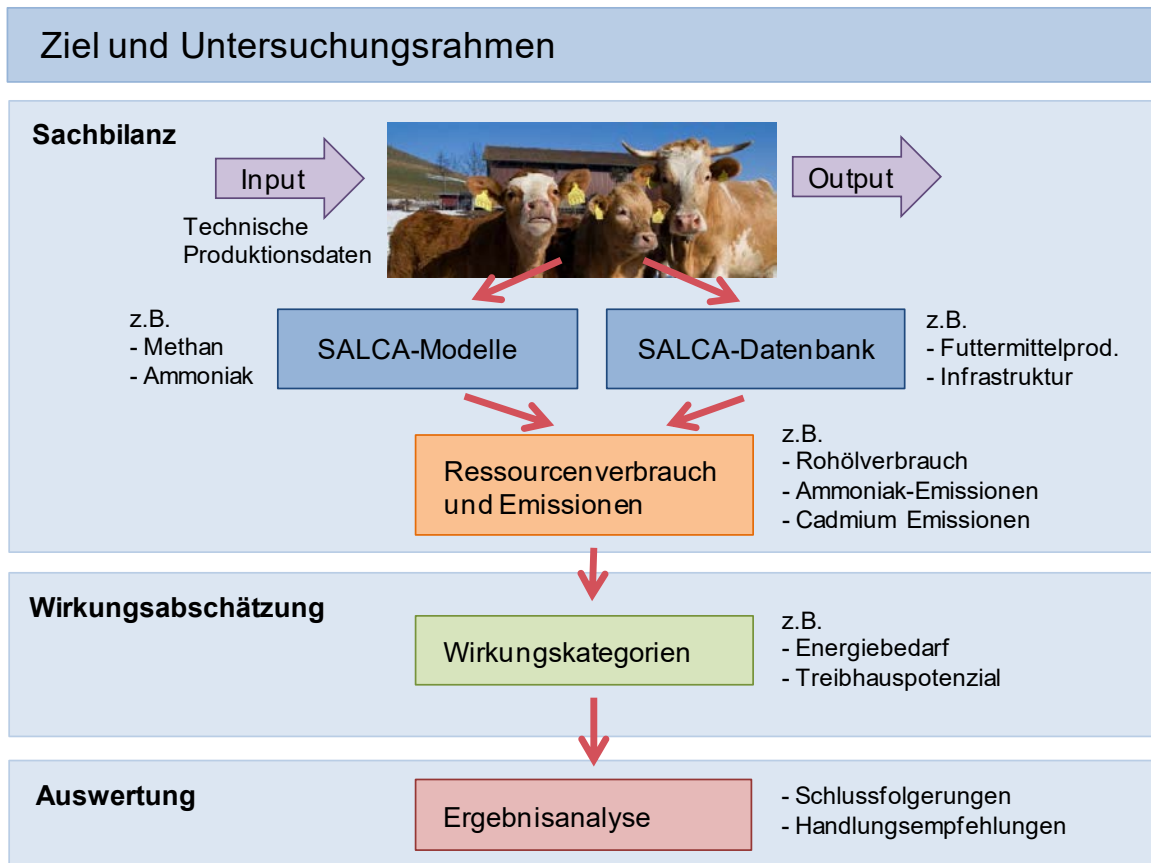 Ziel und Untersuchungsrahmen
Sachbilanz
Input
Output
Technische
Produktionsdaten
z.B.
- Methan
- Ammoniak
SALCA-Modelle
SALCA-Datenbank
z.B.
- Futtermittelprod.
- Infrastruktur
Ressourcenverbrauch
und Emissionen
z.B.
- Rohölverbrauch
- Ammoniak-Emissionen
- Cadmium Emissionen
Wirkungsabschätzung
Wirkungskategorien
z.B.
- Energiebedarf
- Treibhauspotenzial
Auswertung
Ergebnisanalyse
- Schlussfolgerungen
- Handlungsempfehlungen